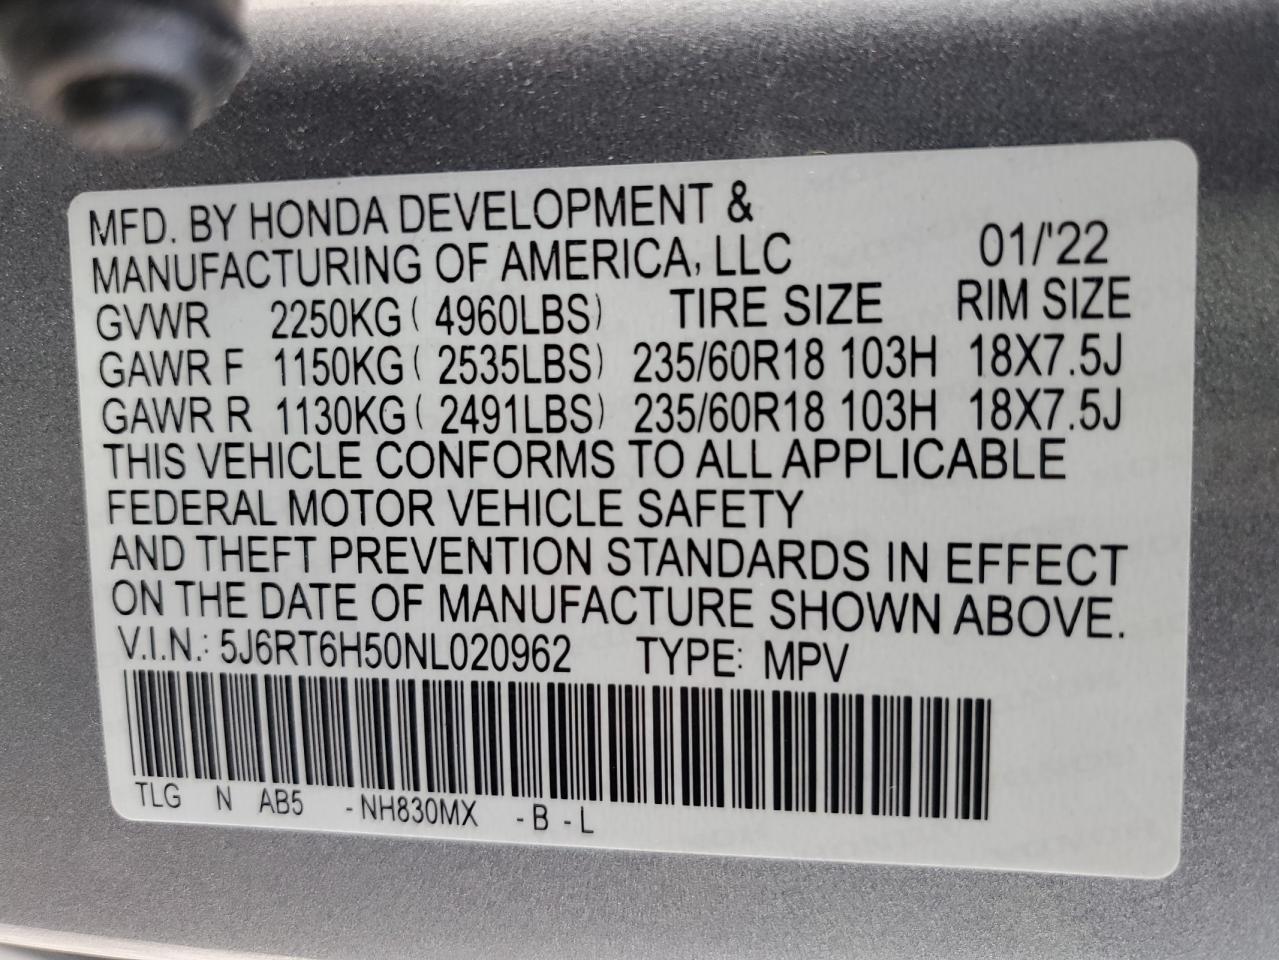 MFD. BY HONDA DEVELOPMENT &
MANUFACTURING OF AMERICA, LLC 01/'22
GVWR 2250KG ( 4960LBS) TIRE SIZE RIM SIZE
GAWR F 1150KG ( 2535LBS) 235/60R18 103H 18X7.5J
GAWR R 1130KG ( 2491LBS) 235/60R18 103H 18X7.5J
THIS VEHICLE CONFORMS TO ALL APPLICABLE
FEDERAL MOTOR VEHICLE SAFETY
AND THEFT PREVENTION STANDARDS IN EFFECT
ON THE DATE OF MANUFACTURE SHOWN ABOVE.
V.I.N.: 5J6RT6H50NL020962 TYPE: MPV
TLG N AB5 -NH830MX -B -L